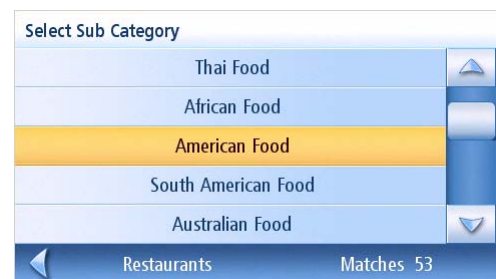 Select Sub Category
Thai Food
African Food
American Food
South American Food
Australian Food
Restaurants Matches 53